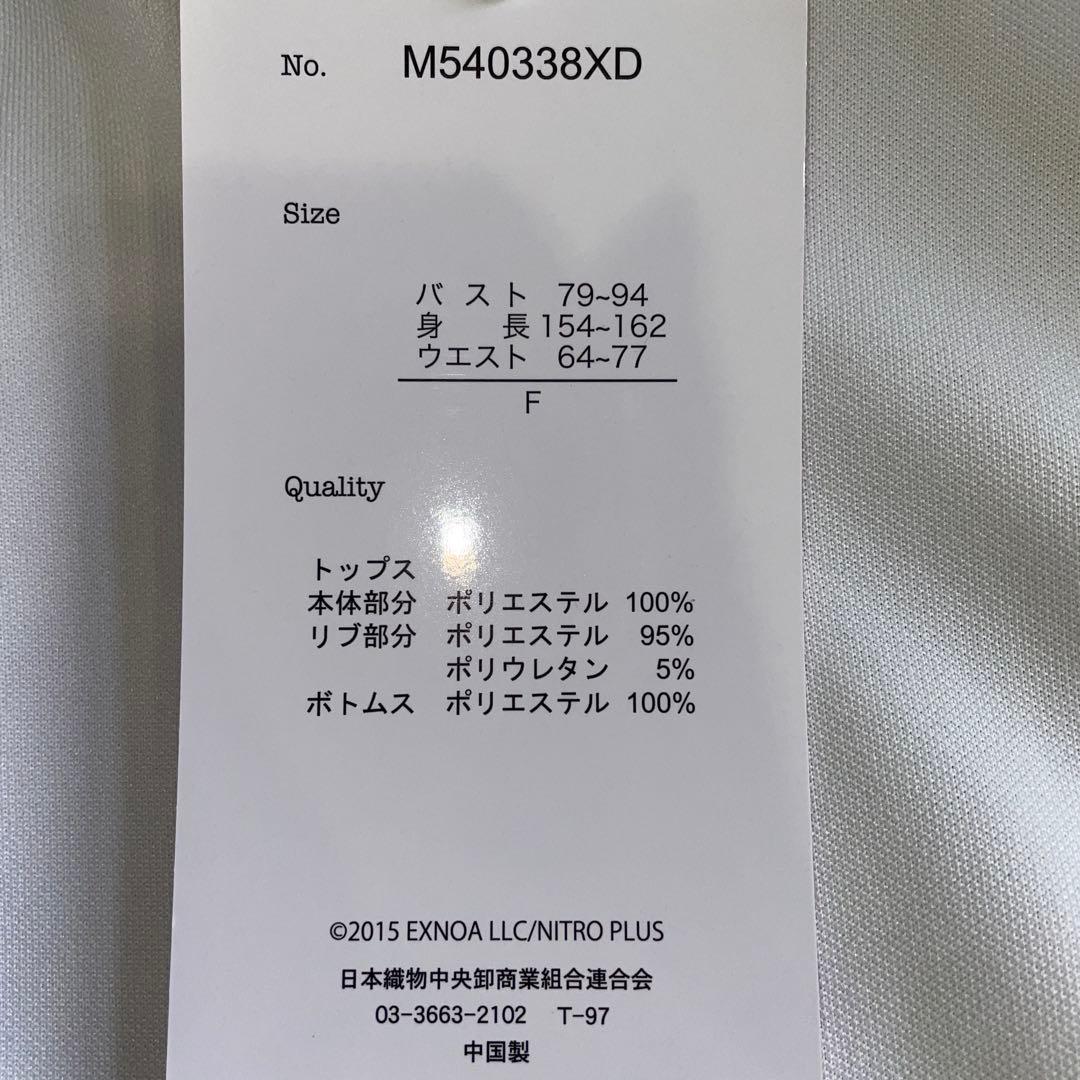 No. M540338XD
Size
バスト 79~94
身長 154~162
ウエスト 64~77
F
Quality
トップス
本体部分 ポリエステル 100%
リブ部分 ポリエステル 95%
ポリウレタン 5%
ボトムス ポリエステル 100%
©2015 EXNOA LLC/NITRO PLUS
日本織物中央卸商業組合連合会
03-3663-2102 T-97
中国製